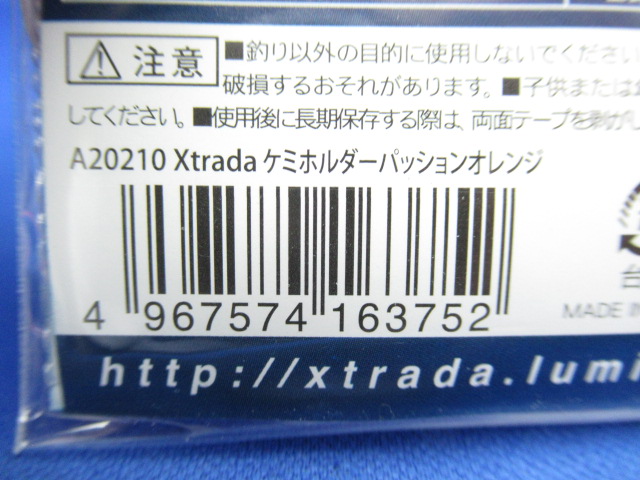 注意
■釣り以外の目的に使用しないでください
破損するおそれがあります。■子供または
してください。■使用後に長期保存する際は、両面テープを剥が
A20210 Xtrada ケミホルダーパッションオレンジ
4 967574 163752
台
MADE IN
http://xtrada.lumi